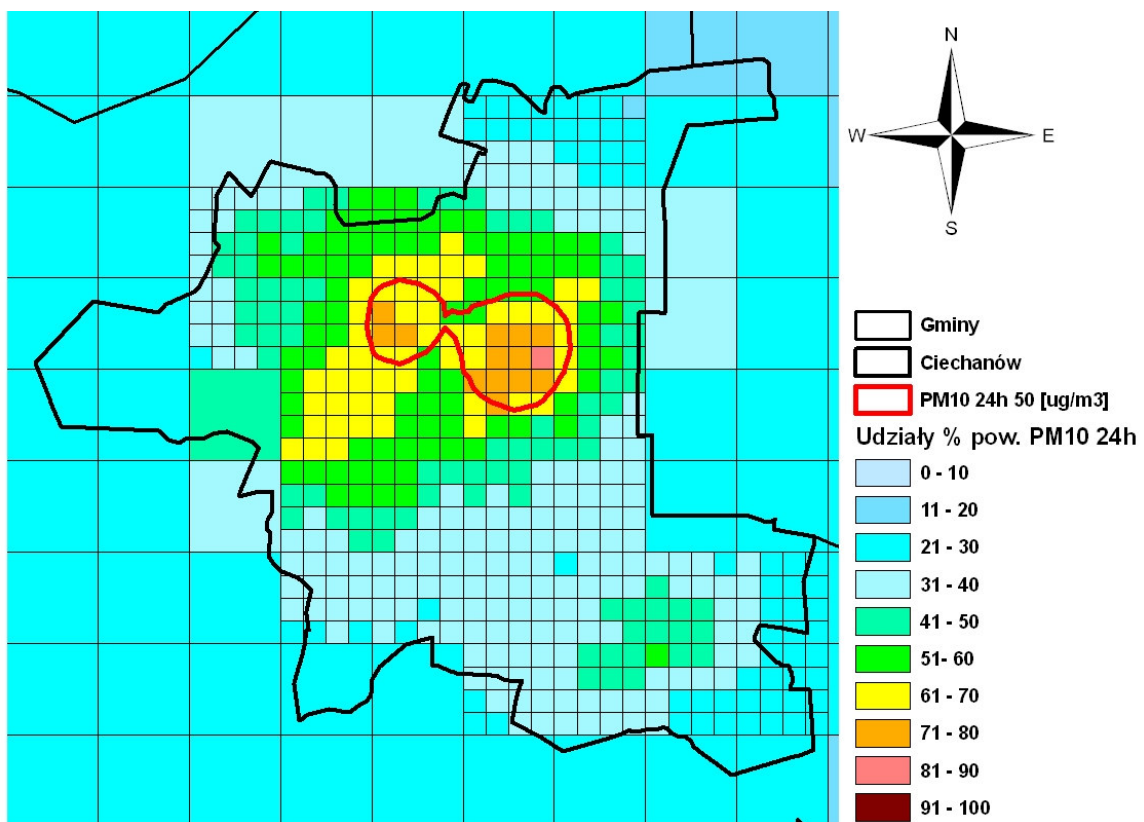 N
W E
S
Gminy
Ciechanów
PM10 24h 50 [ug/m3]
Udziały % pow. PM10 24h
0 - 10
11 - 20
21 - 30
31 - 40
41 - 50
51- 60
61 - 70
71 - 80
81 - 90
91 - 100